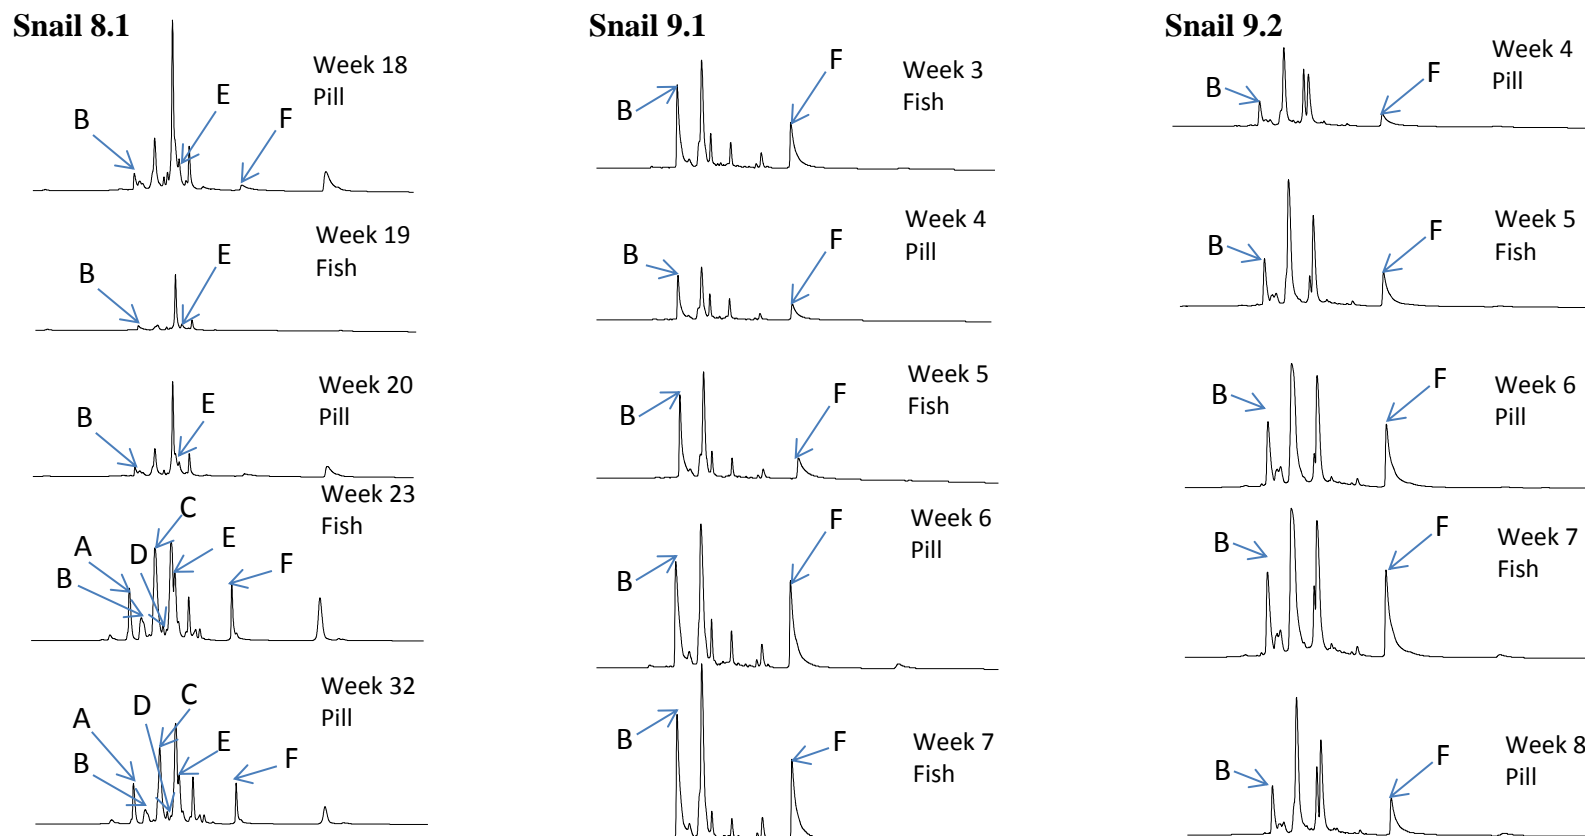 Snail 8.1
Week 18
Pill
B
E
F
Week 19
Fish
B
E
Week 20
Pill
B
E
Week 23
Fish
A
B
D
C
E
F
Week 32
Pill
A
B
D
C
E
F
Snail 9.1
Week 3
Fish
B
F
Week 4
Pill
B
F
Week 5
Fish
B
F
Week 6
Pill
B
F
Week 7
Fish
B
F
Snail 9.2
Week 4
Pill
B
F
Week 5
Fish
B
F
Week 6
Pill
B
F
Week 7
Fish
B
F
Week 8
Pill
B
F